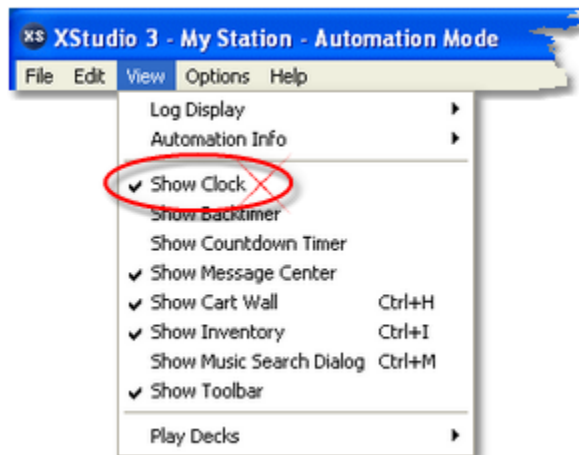 XS XStudio 3 - My Station - Automation Mode
File Edit View Options Help
Log Display
Automation Info
Show Clock
Show Backtimer
Show Countdown Timer
Show Message Center
Show Cart Wall Ctrl+H
Show Inventory Ctrl+I
Show Music Search Dialog Ctrl+M
Show Toolbar
Play Decks